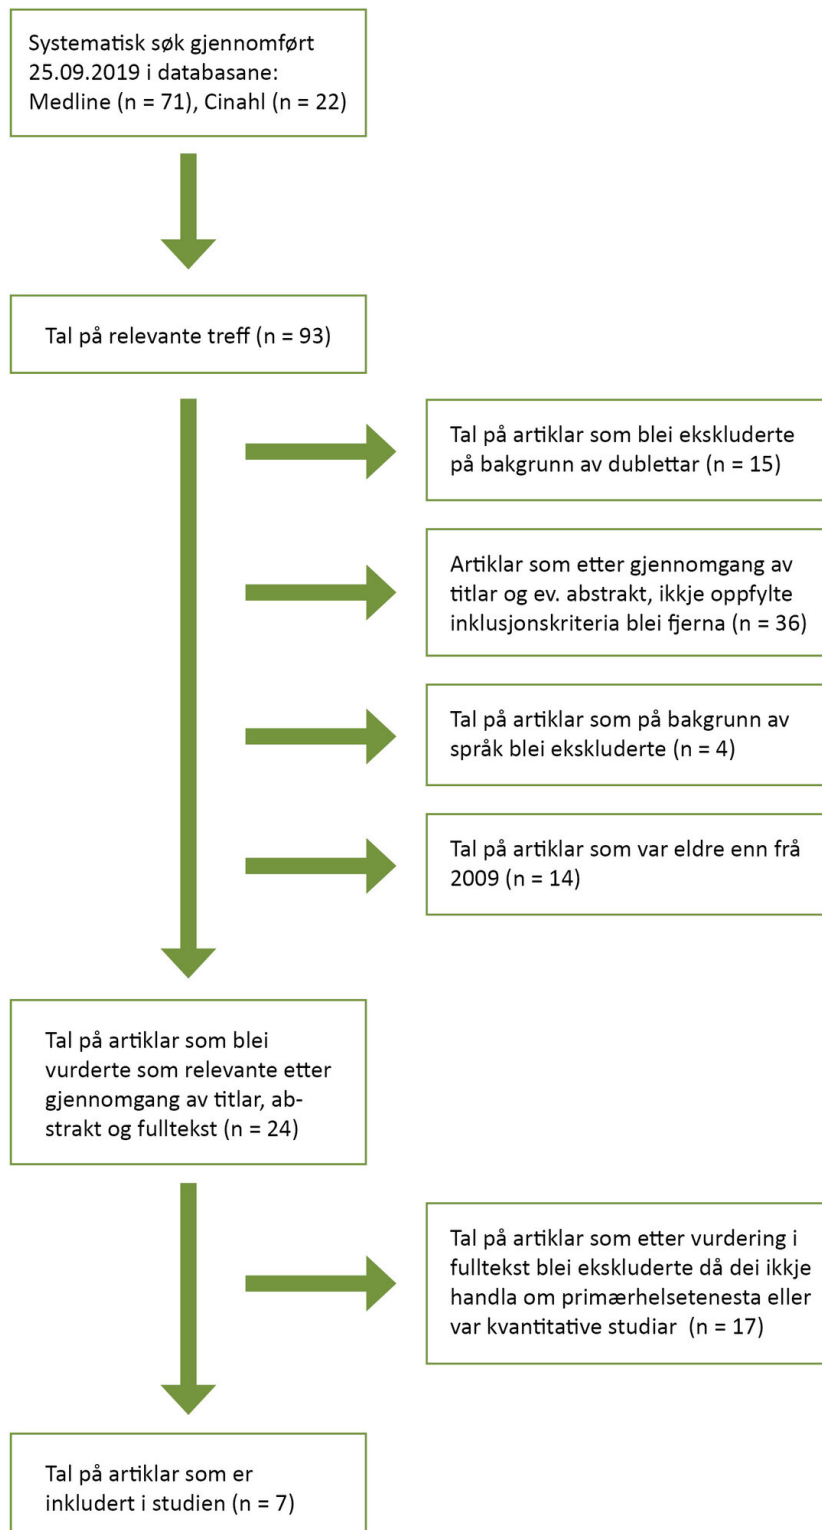 Systematisk søk gjennomført
25.09.2019 i databasane:
Medline (n = 71), Cinahl (n = 22)
Tal på relevante treff (n = 93)
Tal på artiklar som blei ekskluderte
på bakgrunn av dublettar (n = 15)
Artiklar som etter gjennomgang av
titlar og ev. abstrakt, ikkje oppfylte
inklusjonskriteria blei fjerna (n = 36)
Tal på artiklar som på bakgrunn av
språk blei ekskluderte (n = 4)
Tal på artiklar som var eldre enn frå
2009 (n = 14)
Tal på artiklar som blei
vurderte som relevante etter
gjennomgang av titlar, ab-
strakt og fulltekst (n = 24)
Tal på artiklar som etter vurdering i
fulltekst blei ekskluderte då dei ikkje
handla om primærhelsetenesta eller
var kvantitative studiar  (n = 17)
Tal på artiklar som er
inkludert i studien (n = 7)